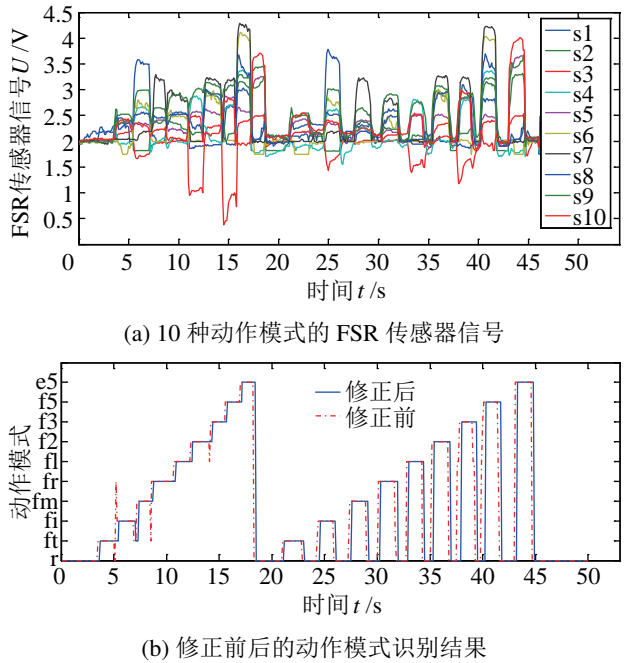 4.5
4
3.5
3
2.5
2
1.5
1
0.5
FSR传感器信号U/V
0 5 10 15 20 25 30 35 40 45 50
时间 t /s
s1
s2
s3
s4
s5
s6
s7
s8
s9
s10
(a) 10 种动作模式的 FSR 传感器信号
e5
f5
f3
f2
fl
fr
fm
fi
ft
r
动作模式
修正后
修正前
0 5 10 15 20 25 30 35 40 45 50
时间 t /s
(b) 修正前后的动作模式识别结果